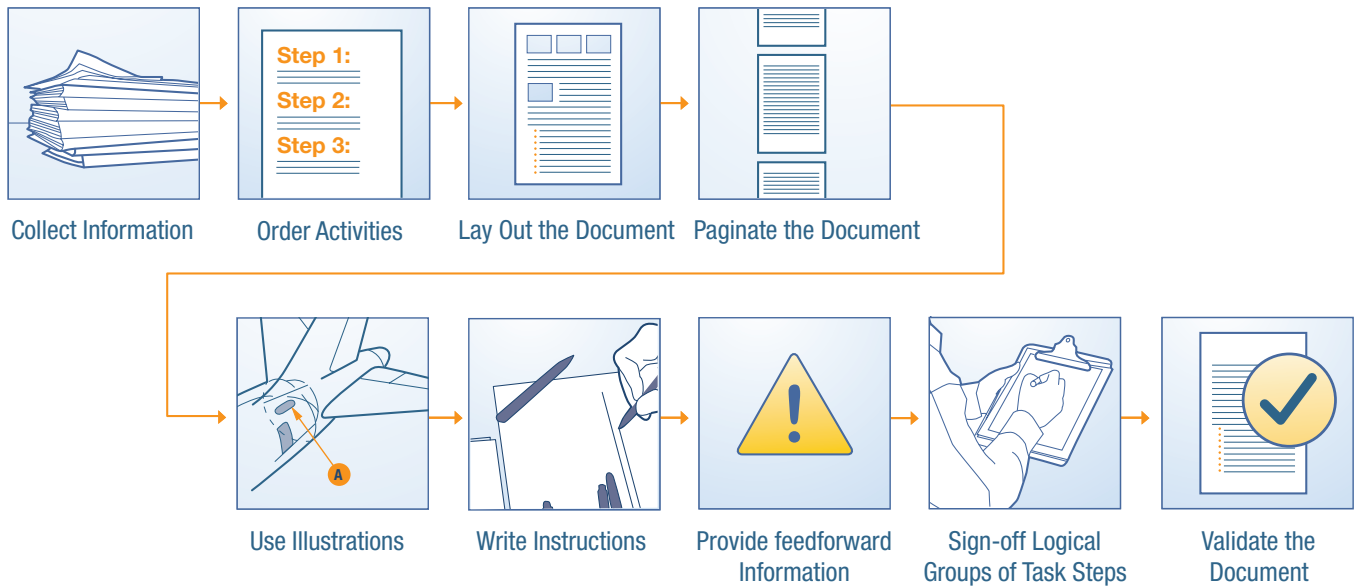 Step 1:
Step 2:
Step 3:
Collect Information
Order Activities
Lay Out the Document
Paginate the Document
A
Use Illustrations
Write Instructions
Provide feedforward
Information
Sign-off Logical
Groups of Task Steps
Validate the
Document